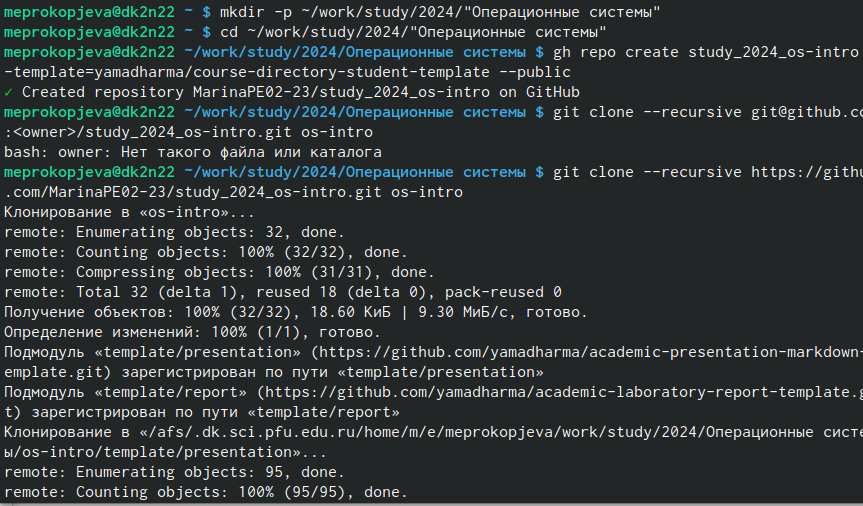 meprokopjeva@dk2n22 ~ $ mkdir -p ~/work/study/2024/"Операционные системы"
meprokopjeva@dk2n22 ~ $ cd ~/work/study/2024/"Операционные системы"
meprokopjeva@dk2n22 ~/work/study/2024/Операционные системы $ gh repo create study_2024_os-intro
-template=yamadharma/course-directory-student-template --public
✓ Created repository MarinaPE02-23/study_2024_os-intro on GitHub
meprokopjeva@dk2n22 ~/work/study/2024/Операционные системы $ git clone --recursive git@github.co
:<owner>/study_2024_os-intro.git os-intro
bash: owner: Нет такого файла или каталога
meprokopjeva@dk2n22 ~/work/study/2024/Операционные системы $ git clone --recursive https://githu
.com/MarinaPE02-23/study_2024_os-intro.git os-intro
Клонирование в «os-intro»...
remote: Enumerating objects: 32, done.
remote: Counting objects: 100% (32/32), done.
remote: Compressing objects: 100% (31/31), done.
remote: Total 32 (delta 1), reused 18 (delta 0), pack-reused 0
Получение объектов: 100% (32/32), 18.60 КиБ | 9.30 МиБ/с, готово.
Определение изменений: 100% (1/1), готово.
Подмодуль «template/presentation» (https://github.com/yamadharma/academic-presentation-markdown-
emplate.git) зарегистрирован по пути «template/presentation»
Подмодуль «template/report» (https://github.com/yamadharma/academic-laboratory-report-template.g
t) зарегистрирован по пути «template/report»
Клонирование в «/afs/.dk.sci.pfu.edu.ru/home/m/e/meprokopjeva/work/study/2024/Операционные систе
ы/os-intro/template/presentation»...
remote: Enumerating objects: 95, done.
remote: Counting objects: 100% (95/95), done.